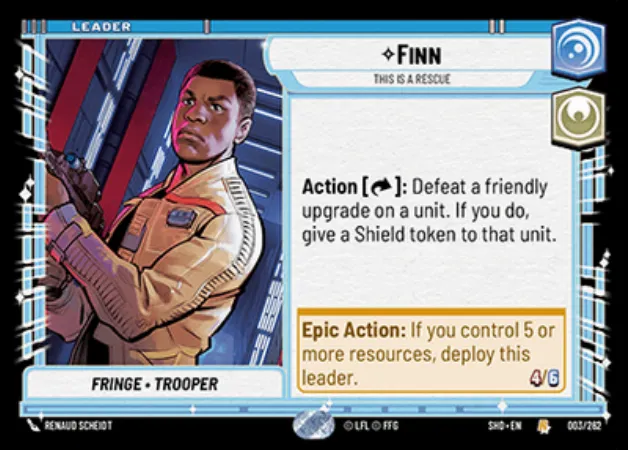 LEADER
✧FINN
THIS IS A RESCUE
Action [↷]: Defeat a friendly
upgrade on a unit. If you do,
give a Shield token to that unit.
Epic Action: If you control 5 or
more resources, deploy this
leader.
4/6
FRINGE • TROOPER
RENAUD SCHEIDT
© LFL © FFG
SHD • EN
003/262